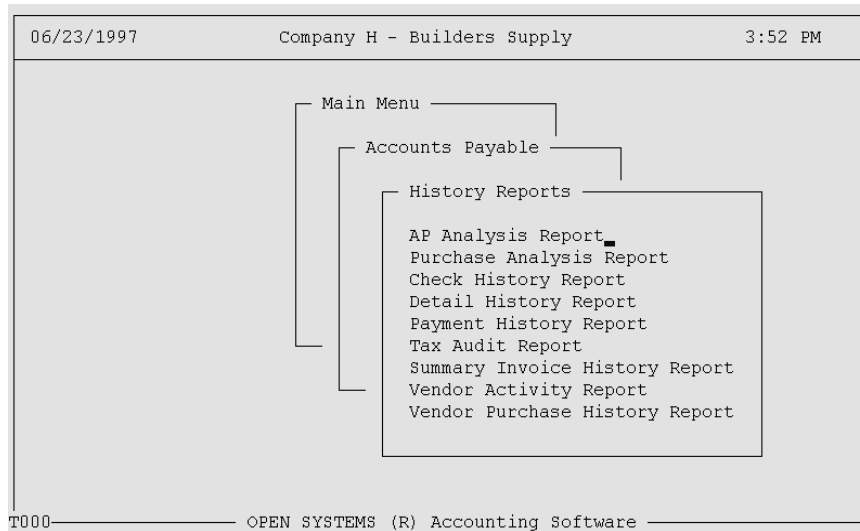 06/23/1997 Company H - Builders Supply 3:52 PM
Main Menu
Accounts Payable
History Reports
AP Analysis Report
Purchase Analysis Report
Check History Report
Detail History Report
Payment History Report
Tax Audit Report
Summary Invoice History Report
Vendor Activity Report
Vendor Purchase History Report
T000 OPEN SYSTEMS (R) Accounting Software